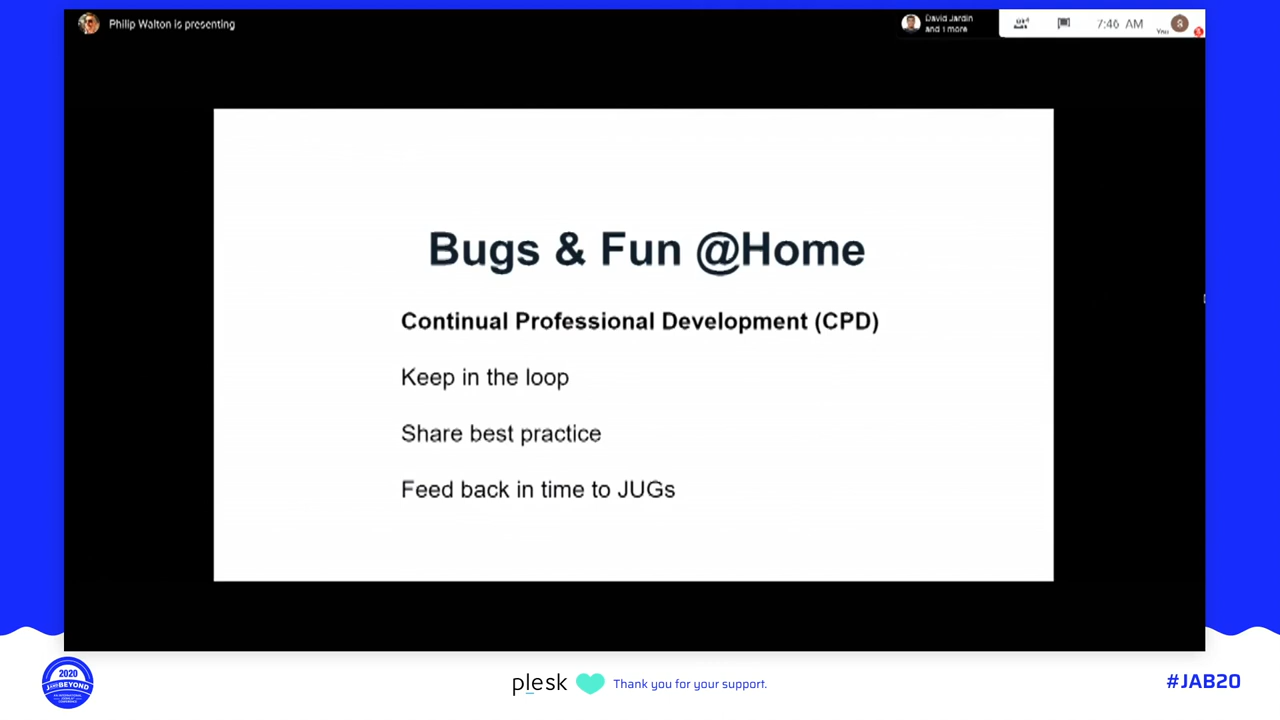 Philip Walton is presenting
David Jardin
and 1 more
7:46 AM
You
S
Bugs & Fun @Home
Continual Professional Development (CPD)
Keep in the loop
Share best practice
Feed back in time to JUGs
2020
JANDBEYOND
plesk
Thank you for your support.
#JAB20